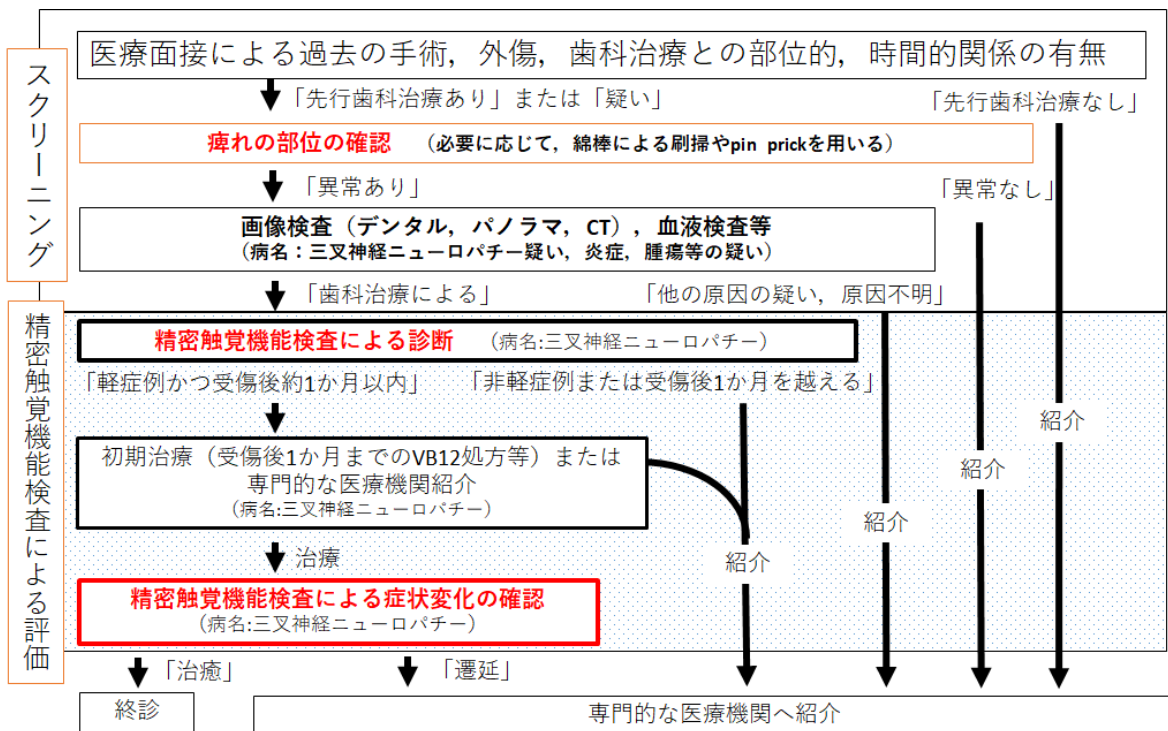 スクリーニング
医療面接による過去の手術，外傷，歯科治療との部位的，時間的関係の有無
「先行歯科治療あり」または「疑い」
「先行歯科治療なし」
痺れの部位の確認 （必要に応じて，綿棒による刷掃やpin prickを用いる）
「異常あり」
「異常なし」
画像検査（デンタル，パノラマ，CT），血液検査等
（病名：三叉神経ニューロパチー疑い，炎症，腫瘍等の疑い）
「歯科治療による」
「他の原因の疑い，原因不明」
精密触覚機能検査による評価
精密触覚機能検査による診断 （病名:三叉神経ニューロパチー）
「軽症例かつ受傷後約1か月以内」
「非軽症例または受傷後1か月を越える」
紹介
初期治療（受傷後1か月までのVB12処方等）または
専門的な医療機関紹介
（病名:三叉神経ニューロパチー）
紹介
紹介
治療
紹介
精密触覚機能検査による症状変化の確認
（病名:三叉神経ニューロパチー）
「治癒」
「遷延」
終診
専門的な医療機関へ紹介